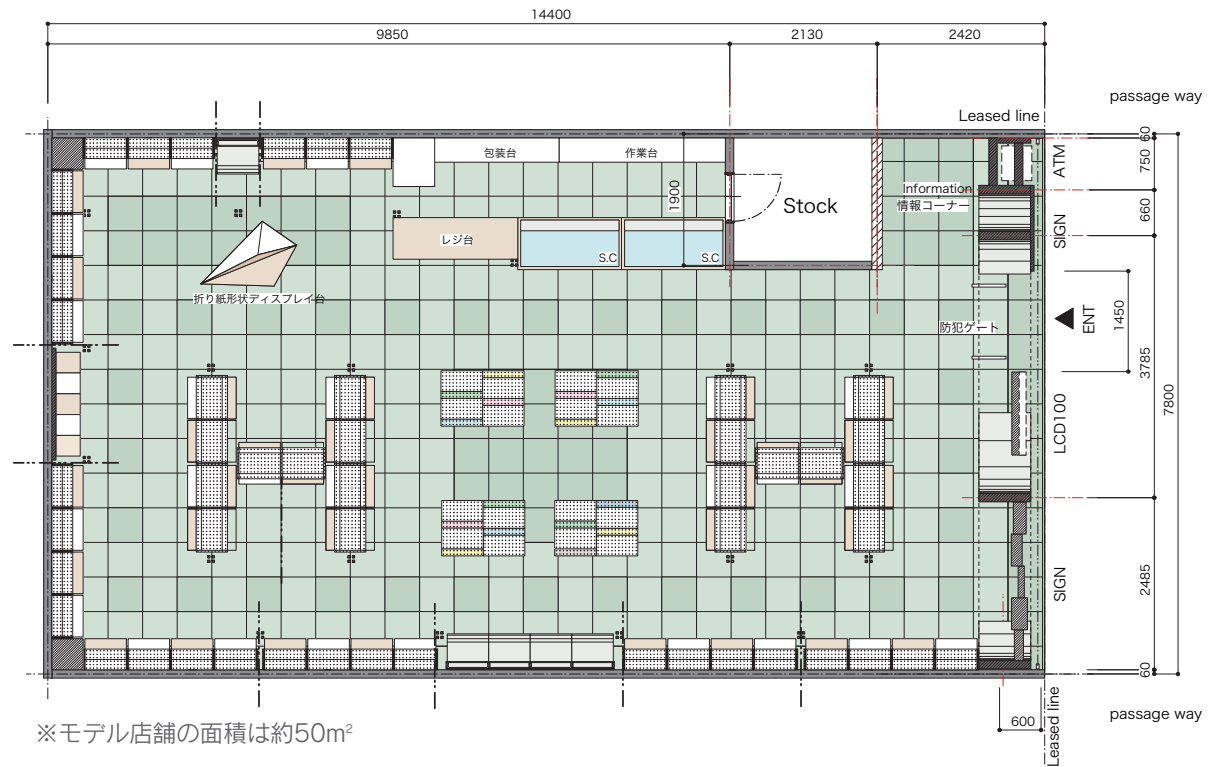 14400
9850
2130
2420
passage way
Leased line
60
750
ATM
包装台
作業台
1900
Stock
Information
情報コーナー
660
SIGN
レジ台
S.C
S.C
折り紙形状ディスプレイ台
防犯ゲート
ENT
1450
3785
7800
LCD100
SIGN
2485
60
600
Leased line
passage way
※モデル店舗の面積は約50m²